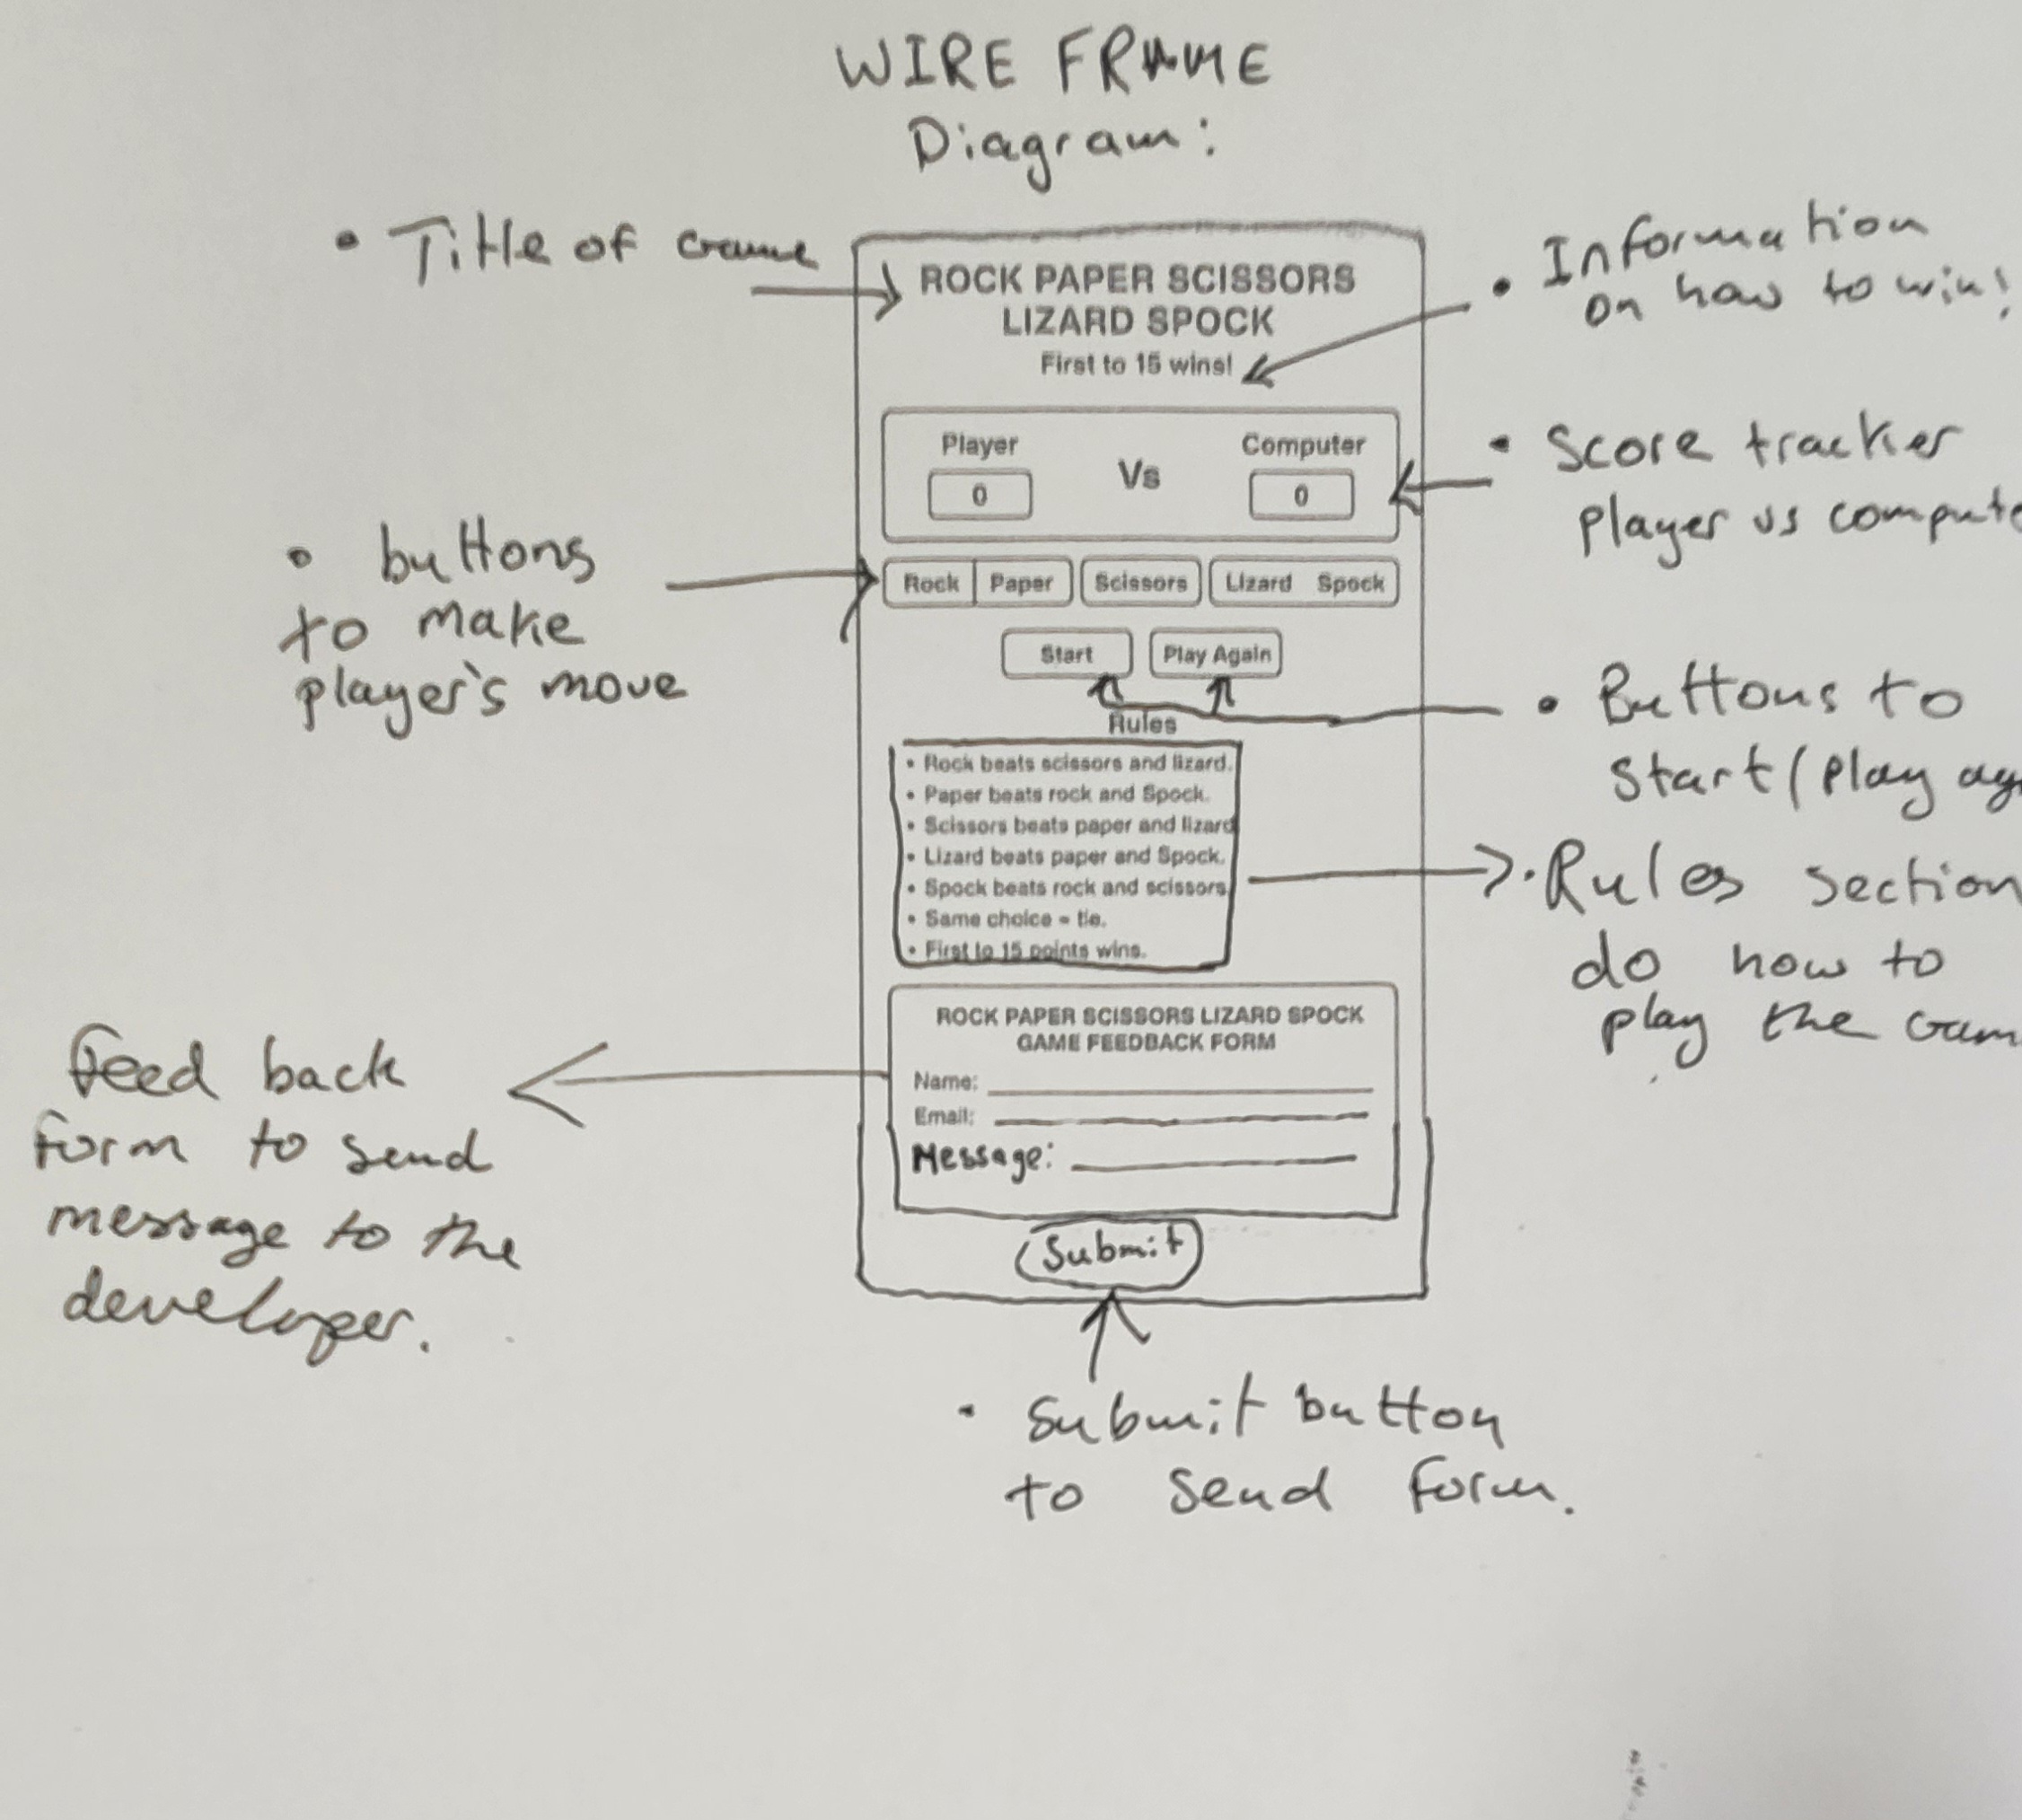 WIRE FRAME
Diagram:
• Title of Game
• Information
on how to win!
ROCK PAPER SCISSORS
LIZARD SPOCK
First to 15 wins!
Player Vs Computer
0 0
• Score tracker
player vs compute
• buttons
to make
player's move
Rock Paper Scissors Lizard Spock
Start Play Again
• Buttons to
Start/Play aga
Rules
• Rock beats scissors and lizard.
• Paper beats rock and Spock.
• Scissors beats paper and lizard
• Lizard beats paper and Spock.
• Spock beats rock and scissors
• Same choice = tie.
• First to 15 points wins.
• Rules section
do how to
play the Gam
ROCK PAPER SCISSORS LIZARD SPOCK
GAME FEEDBACK FORM
Name:
Email:
Message:
Submit
Feed back
form to send
message to the
developer.
• Submit button
to send form.